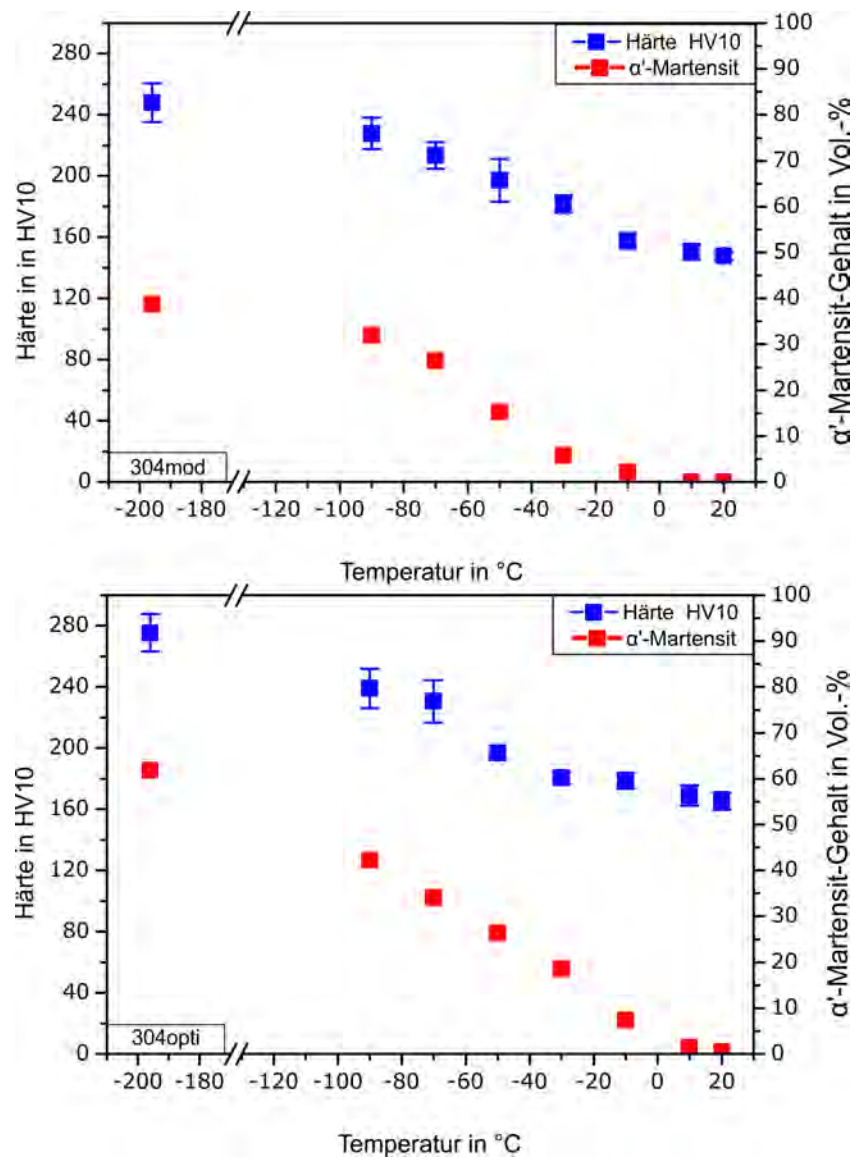 Härte HV10
α'-Martensit
Härte in in HV10
280
240
200
160
120
80
40
0
100
90
80
70
60
50
40
30
20
10
0
α'-Martensit-Gehalt in Vol.-%
304mod
-200 -180 -120 -100 -80 -60 -40 -20 0 20
Temperatur in °C
Härte HV10
α'-Martensit
Härte in HV10
280
240
200
160
120
80
40
0
100
90
80
70
60
50
40
30
20
10
0
α'-Martensit-Gehalt in Vol.-%
304opti
-200 -180 -120 -100 -80 -60 -40 -20 0 20
Temperatur in °C